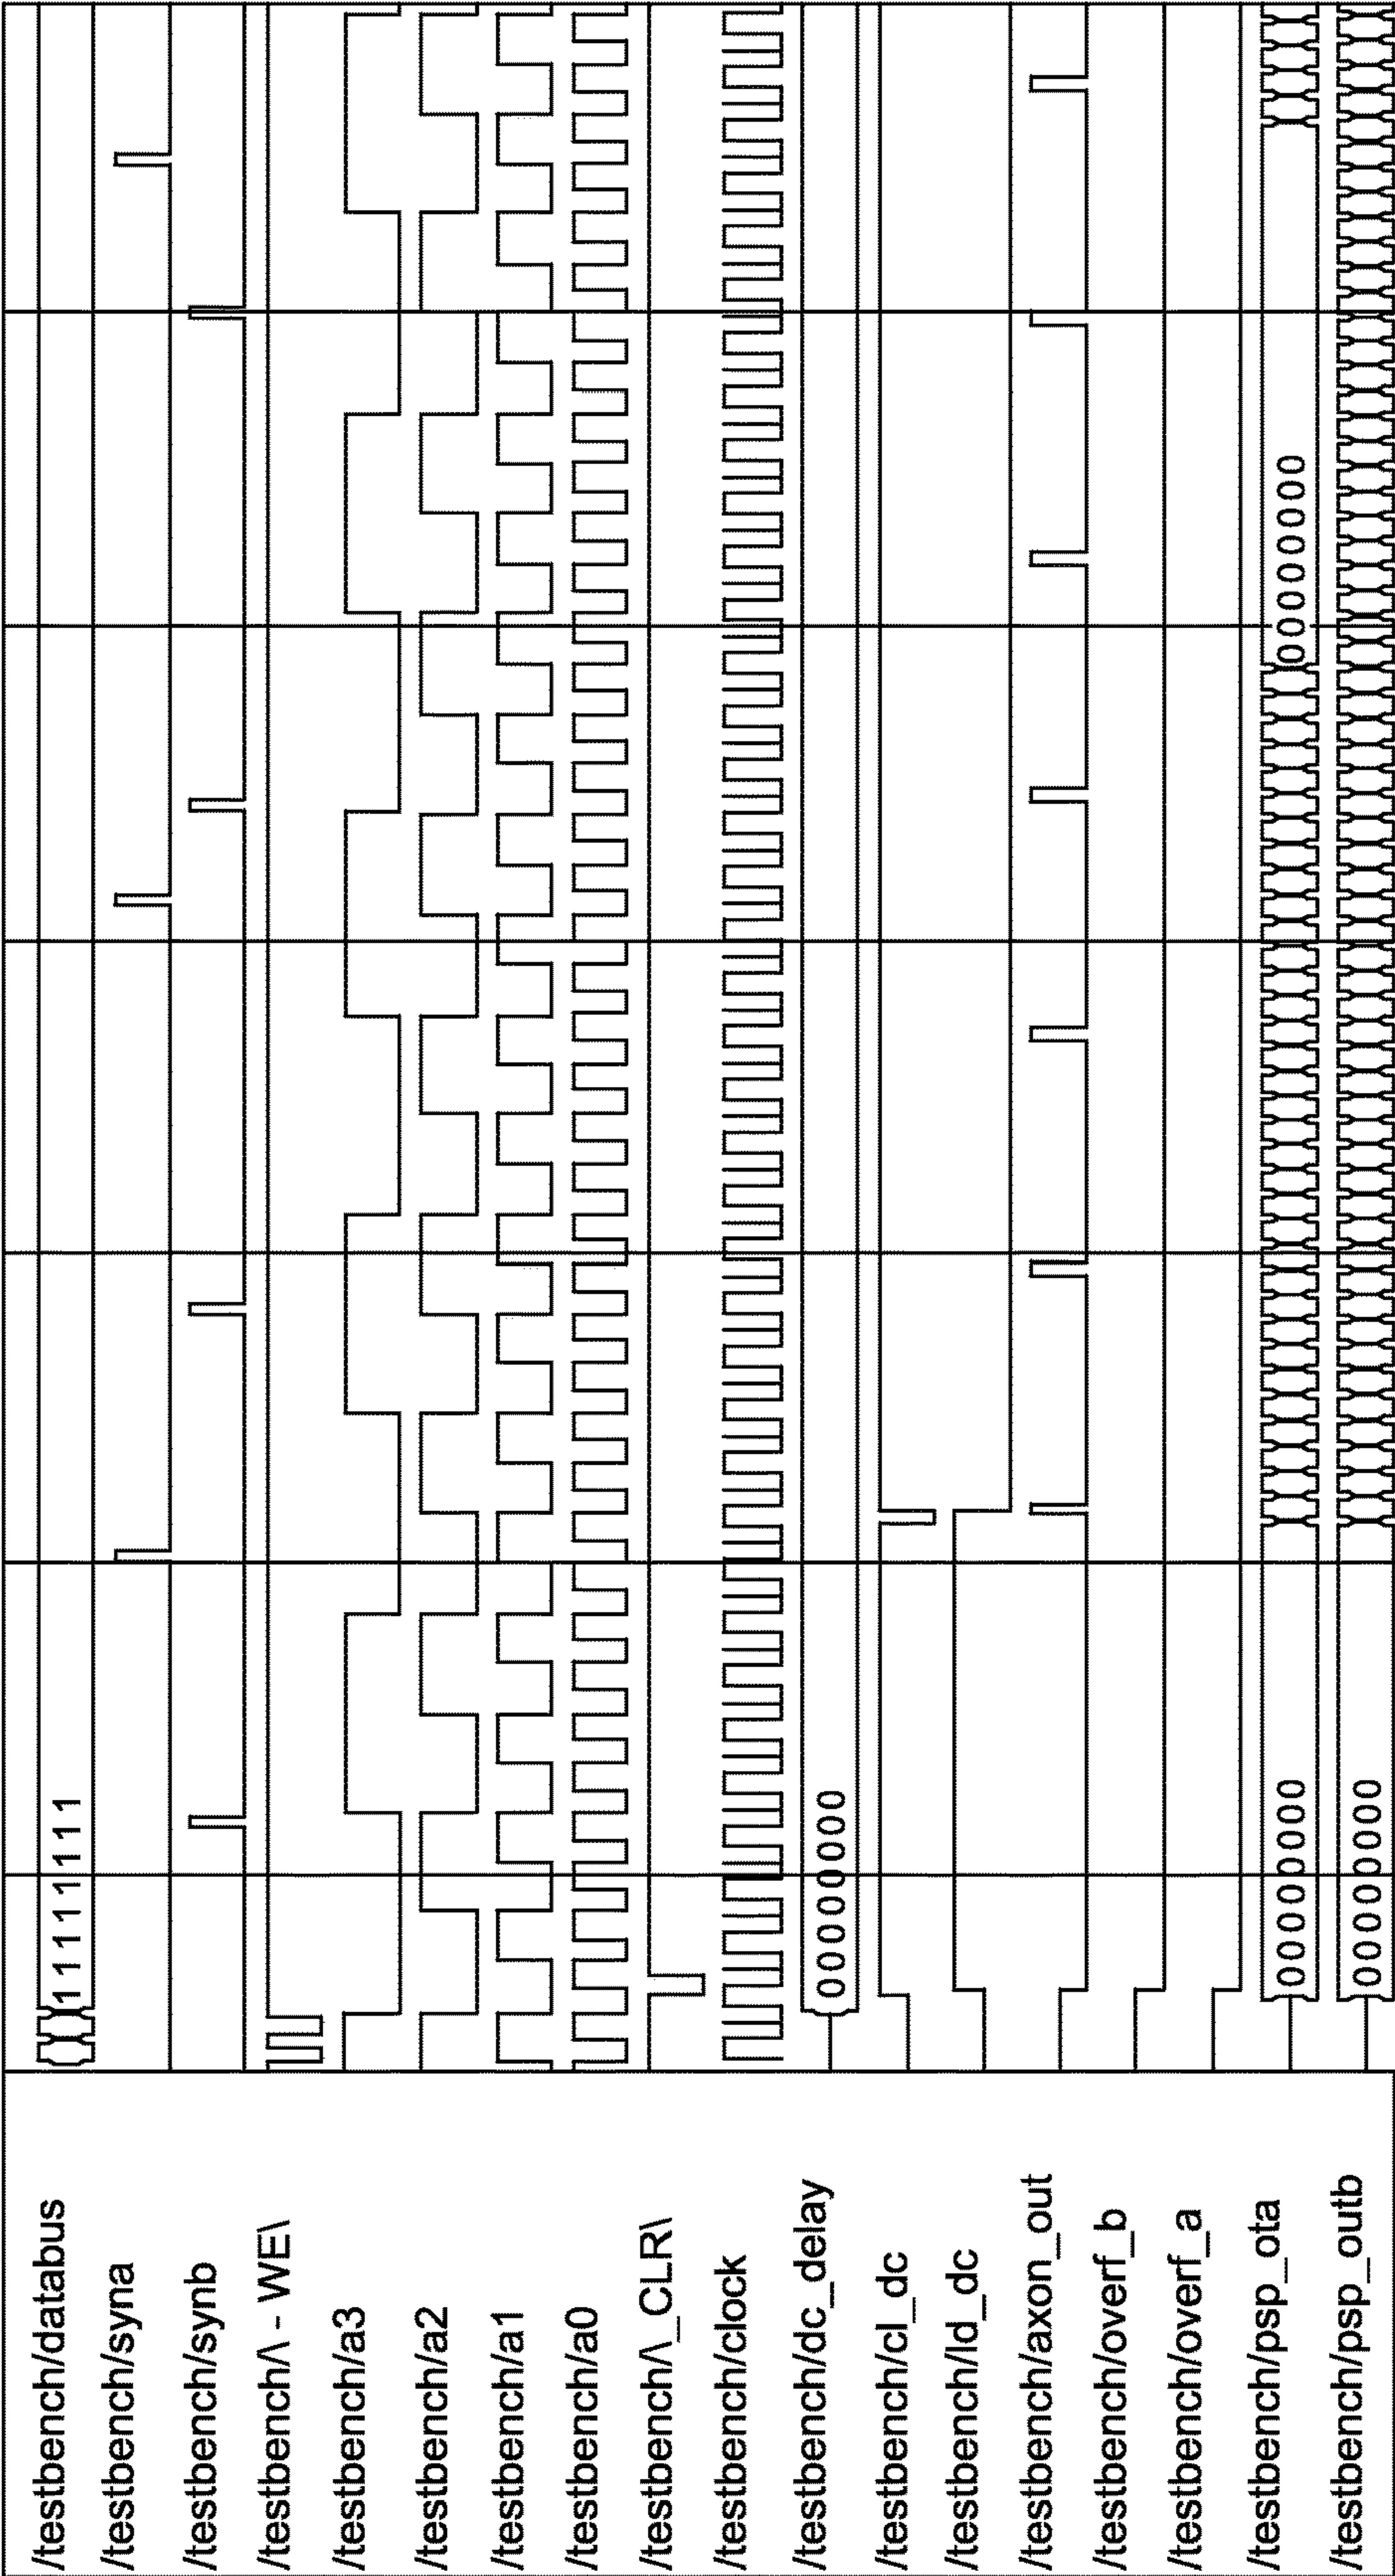 /testbench/databus 11111111
/testbench/syna
/testbench/synb
/testbench/\ - WE\
/testbench/a3
/testbench/a2
/testbench/a1
/testbench/a0
/testbench/\_CLR\
/testbench/clock
/testbench/dc_delay 00000000
/testbench/cl_dc
/testbench/ld_dc
/testbench/axon_out
/testbench/overf_b
/testbench/overf_a
/testbench/psp_ota 00000000 00000000
/testbench/psp_outb 00000000